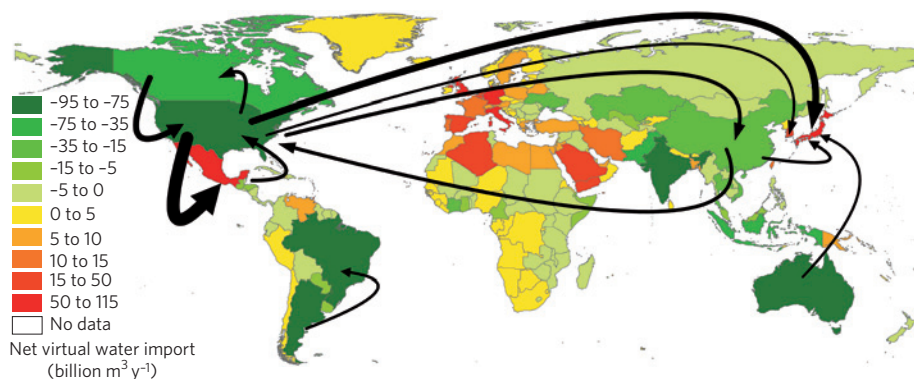 –95 to –75
–75 to –35
–35 to –15
–15 to –5
–5 to 0
0 to 5
5 to 10
10 to 15
15 to 50
50 to 115
No data
Net virtual water import
(billion m³ y⁻¹)